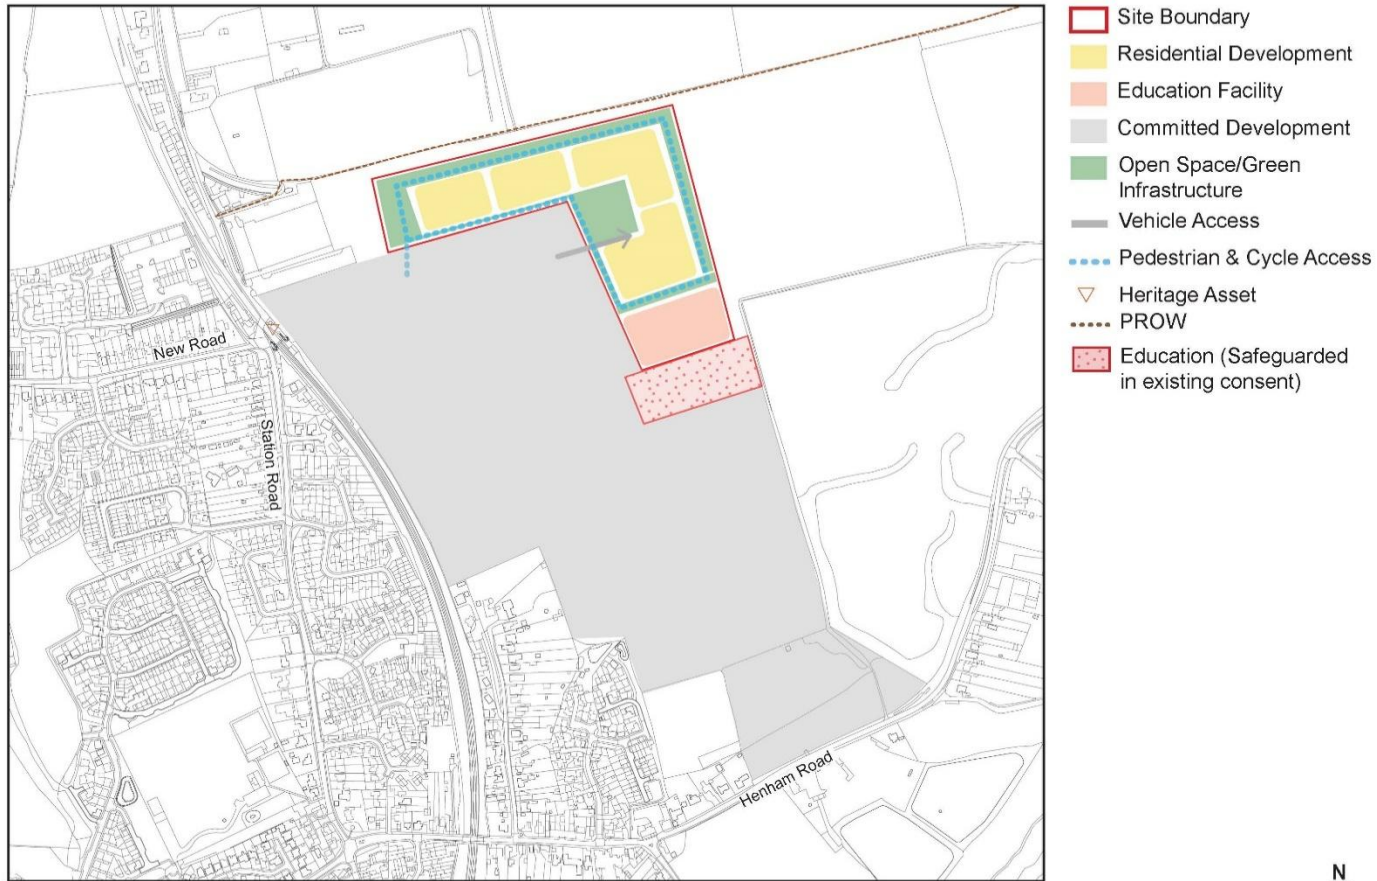 Site Boundary
Residential Development
Education Facility
Committed Development
Open Space/Green
Infrastructure
Vehicle Access
Pedestrian & Cycle Access
Heritage Asset
PROW
Education (Safeguarded
in existing consent)
New Road
Station Road
Henham Road
N